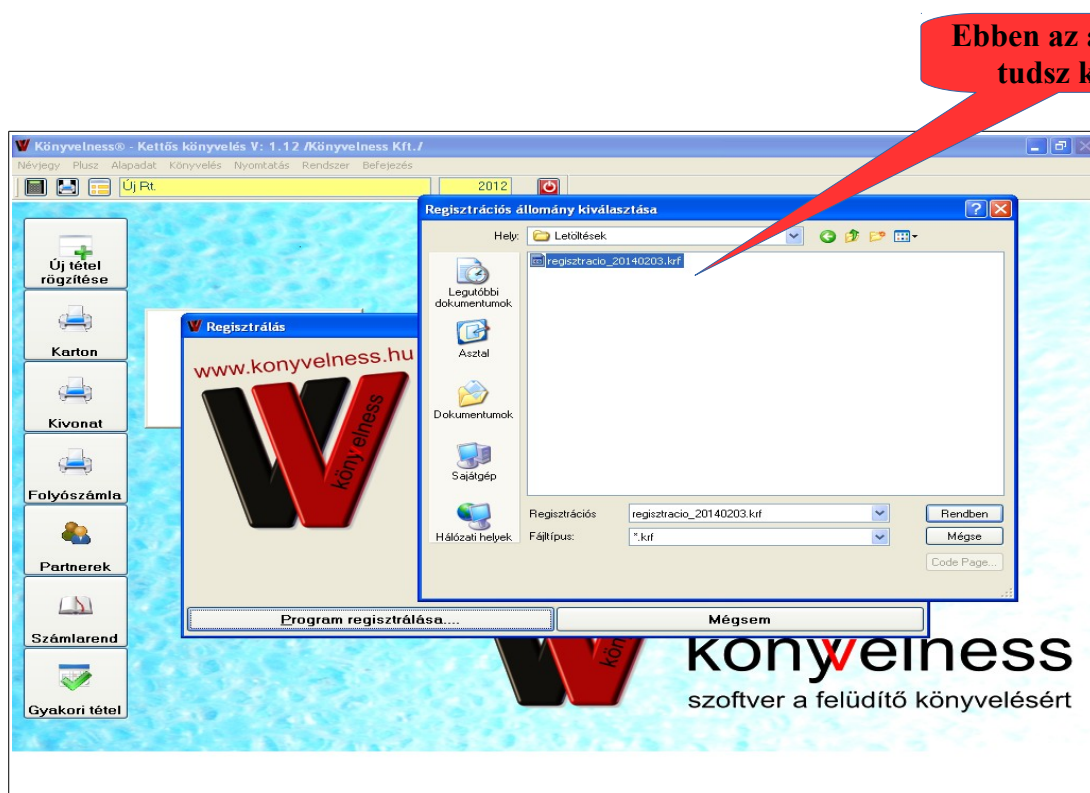 Ebben az
tudsz
Könyvelness® - Kettős könyvelés V: 1.12 /Könyvelness Kft./
Névjegy Plusz Alapadat Könyvelés Nyomtatás Rendszer Befejezés
Új Rt. 2012
Új tétel
rögzítése
Karton
Kivonat
Folyószámla
Partnerek
Számlarend
Gyakori tétel
Regisztrálás
www.konyvelness.hu
könyvelness
Program regisztrálása....
Mégsem
Regisztrációs állomány kiválasztása
Hely: Letöltések
regisztracio_20140203.krf
Legutóbbi
dokumentumok
Asztal
Dokumentumok
Sajátgép
Hálózati helyek
Regisztrációs regisztracio_20140203.krf Rendben
Fájltípus: *.krf Mégse
Code Page...
könyvelness
szoftver a felüdítő könyvelésért